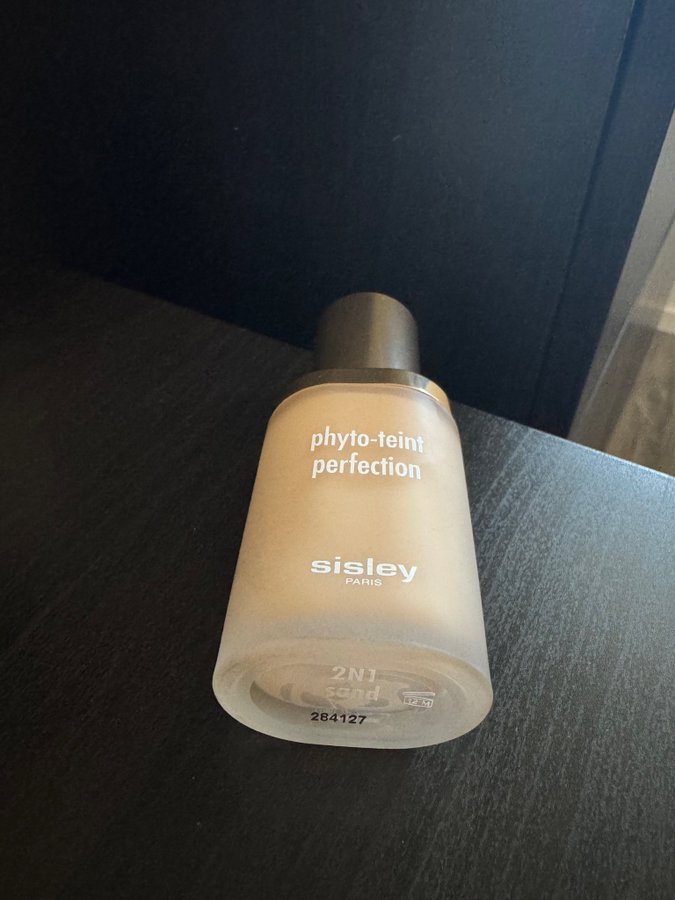 phyto-teint
perfection
sisley
PARIS
2N1
sand
12 M
284127